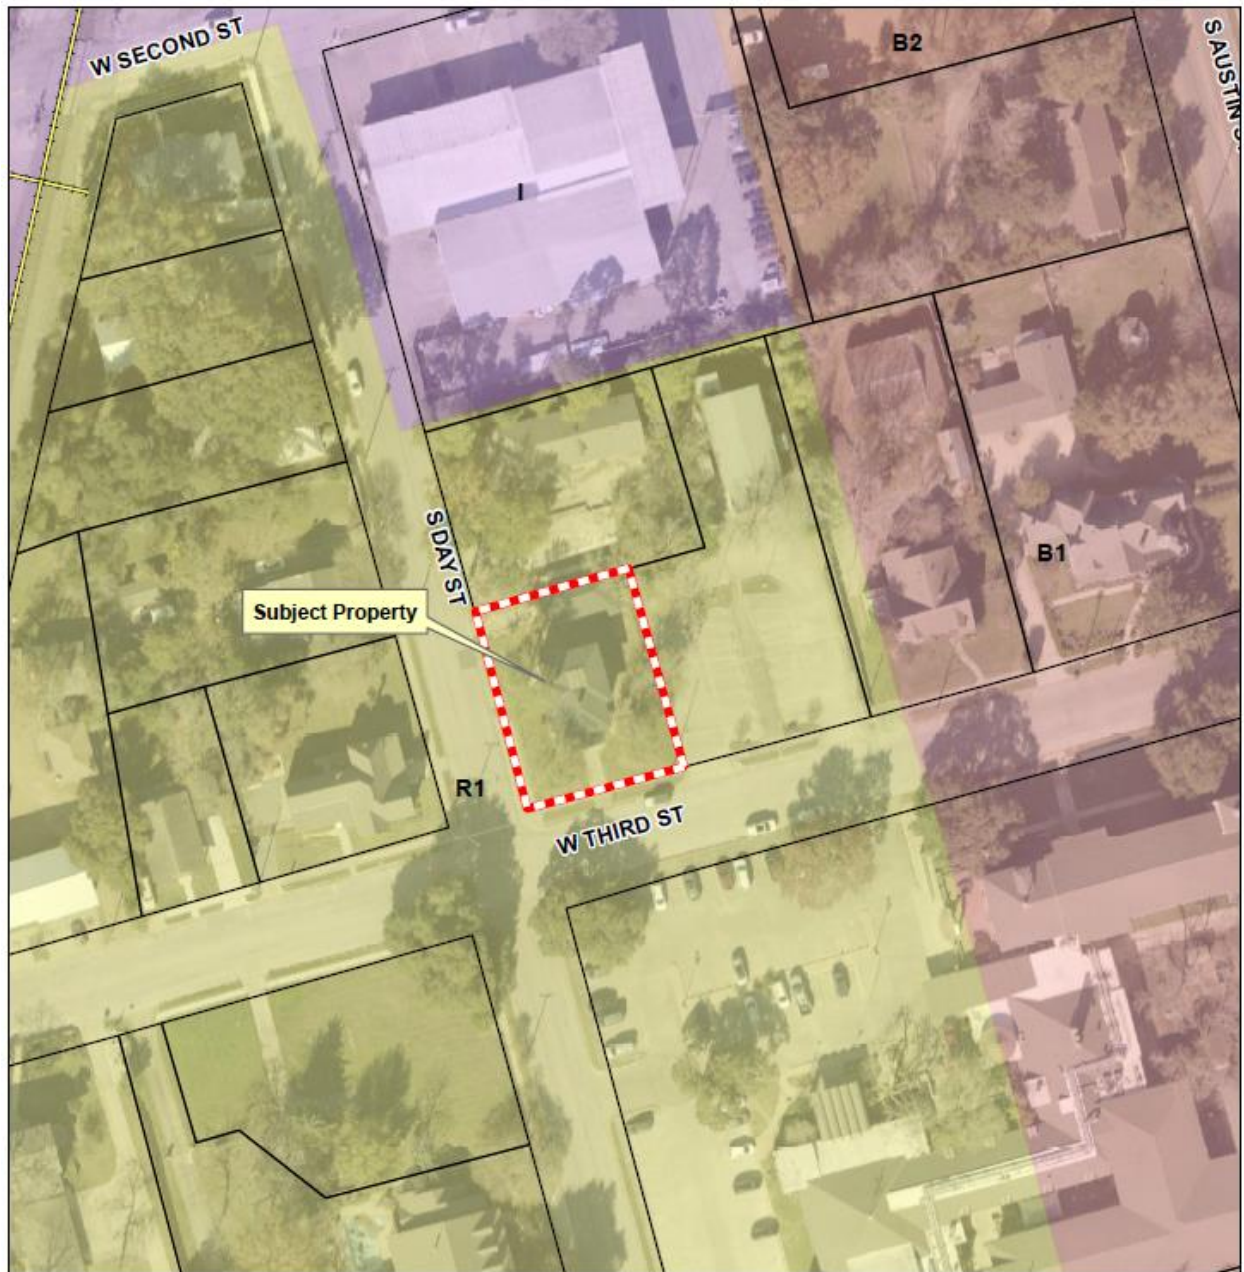 W SECOND ST
B2
S AUSTIN S
I
S DAY ST
Subject Property
B1
R1
W THIRD ST